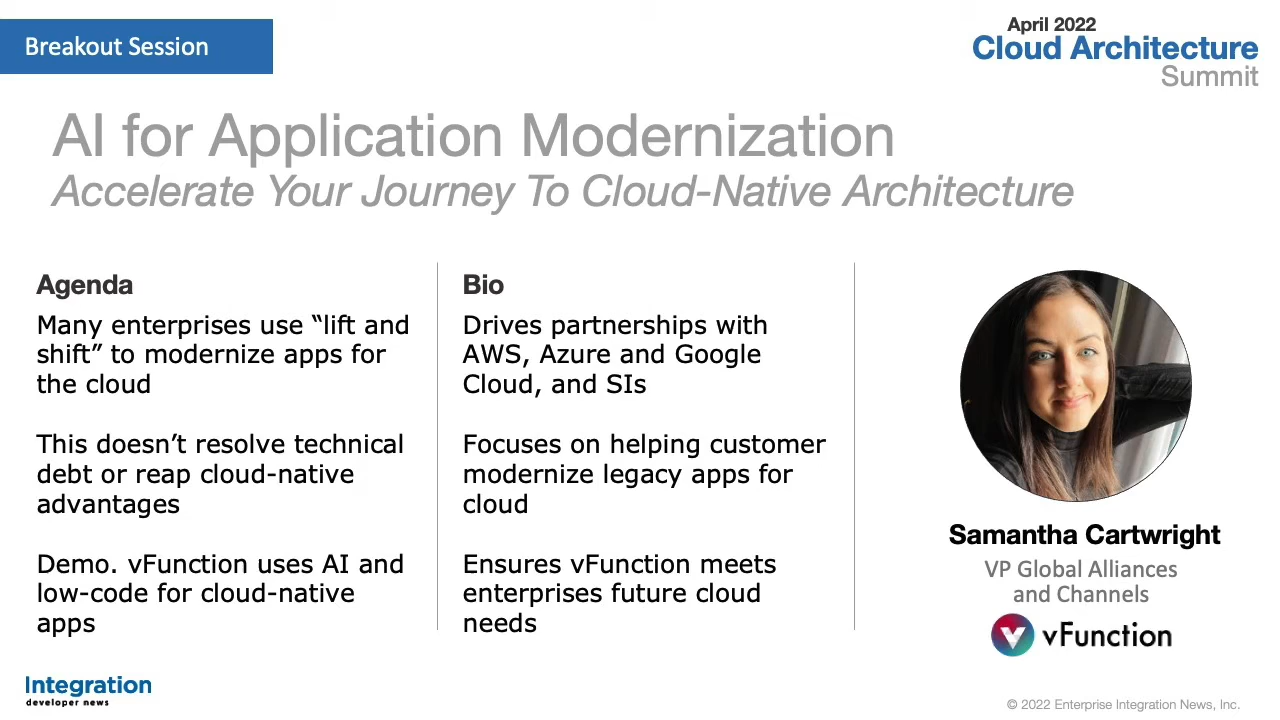 Breakout Session
April 2022
Cloud Architecture
Summit
AI for Application Modernization
Accelerate Your Journey To Cloud-Native Architecture
Agenda
Many enterprises use “lift and
shift” to modernize apps for
the cloud
This doesn’t resolve technical
debt or reap cloud-native
advantages
Demo. vFunction uses AI and
low-code for cloud-native
apps
Bio
Drives partnerships with
AWS, Azure and Google
Cloud, and SIs
Focuses on helping customer
modernize legacy apps for
cloud
Ensures vFunction meets
enterprises future cloud
needs
Samantha Cartwright
VP Global Alliances
and Channels
vFunction
Integration
developer news
© 2022 Enterprise Integration News, Inc.